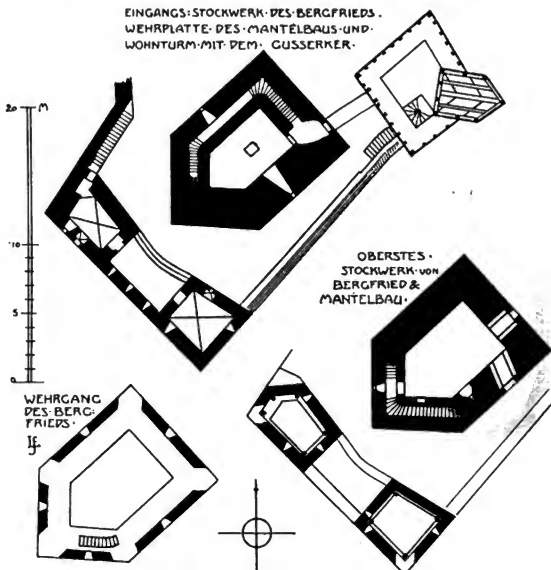 EINGANGS·STOCKWERK·DES·BERGFRIEDS·
WEHRPLATTE·DES·MANTELBAUS·UND·
WOHNTURM·MIT·DEM·GUSSERKER·
20 M
10
5
0
OBERSTES·
STOCKWERK·VON
BERGFRIED &
MANTELBAU·
WEHRGANG
DES·BERG:
FRIEDS·